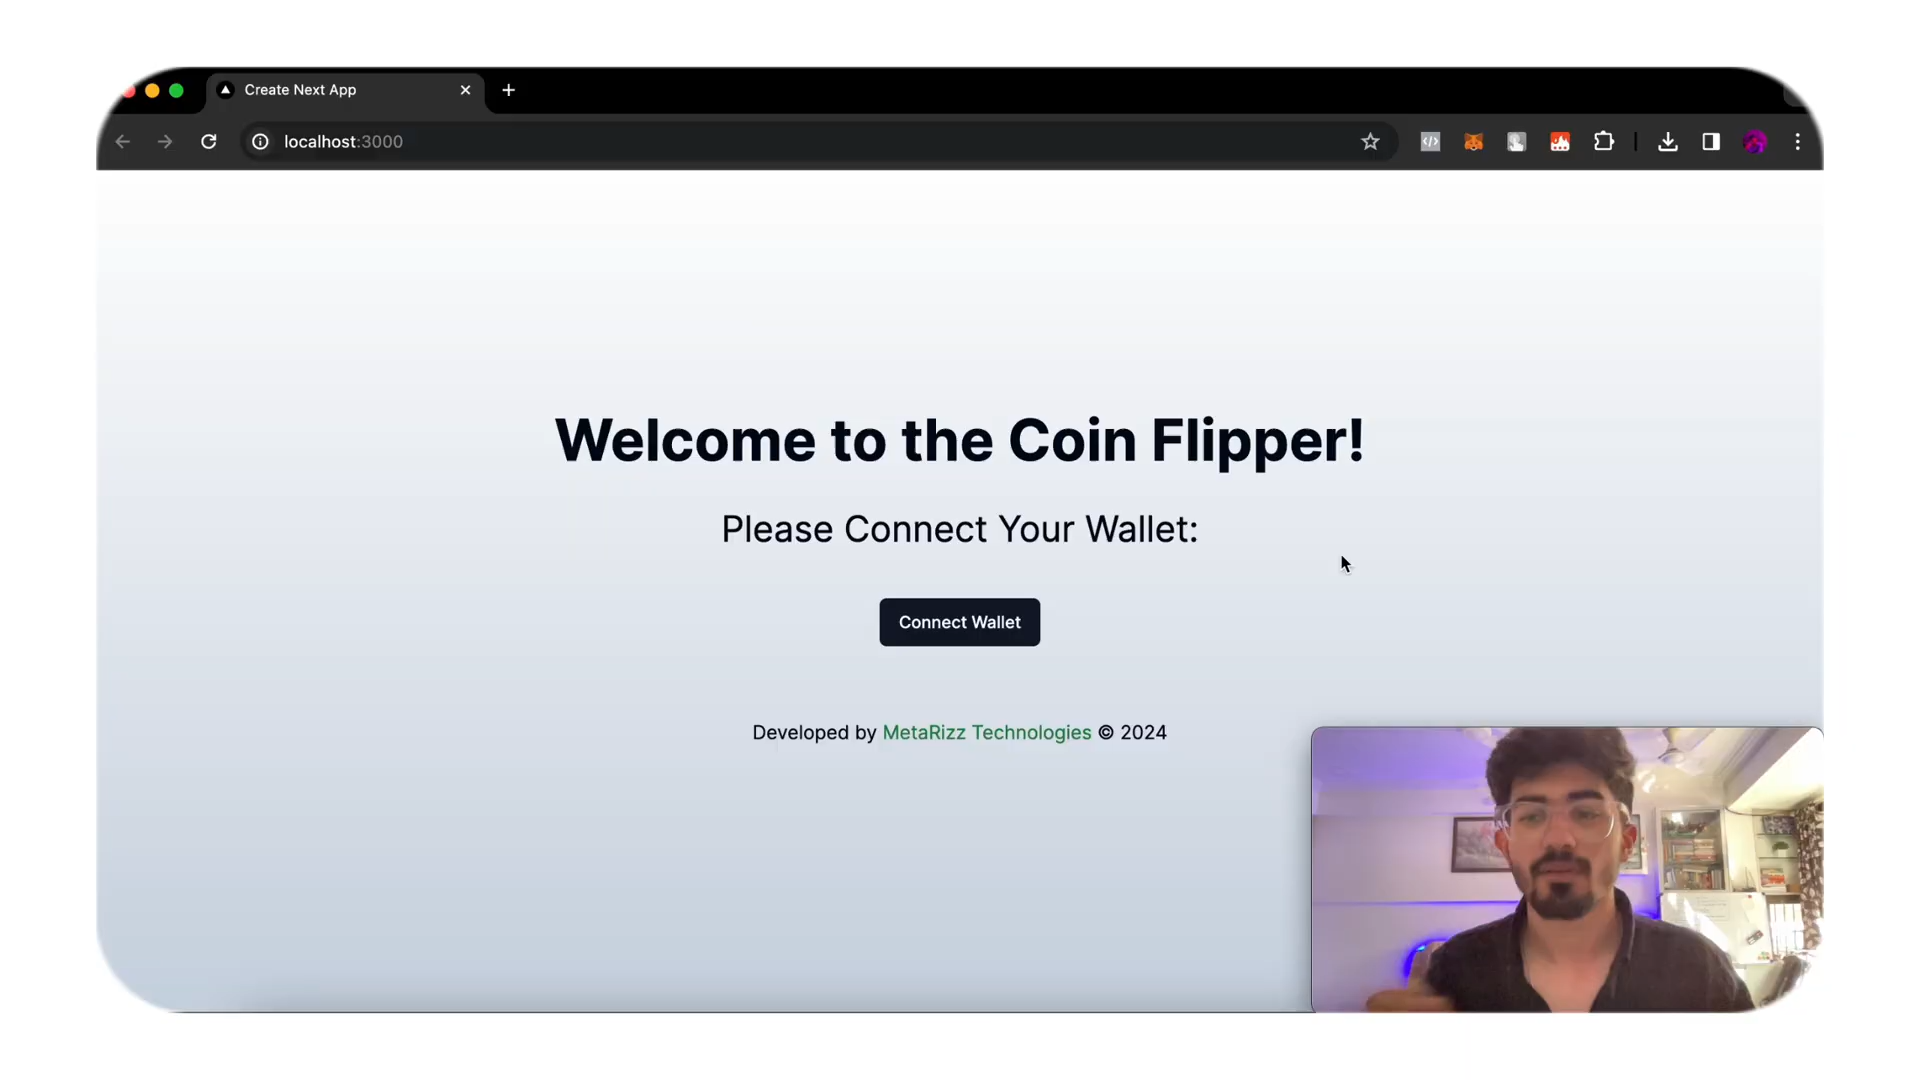 Create Next App
localhost:3000
Welcome to the Coin Flipper!
Please Connect Your Wallet:
Connect Wallet
Developed by MetaRizz Technologies © 2024